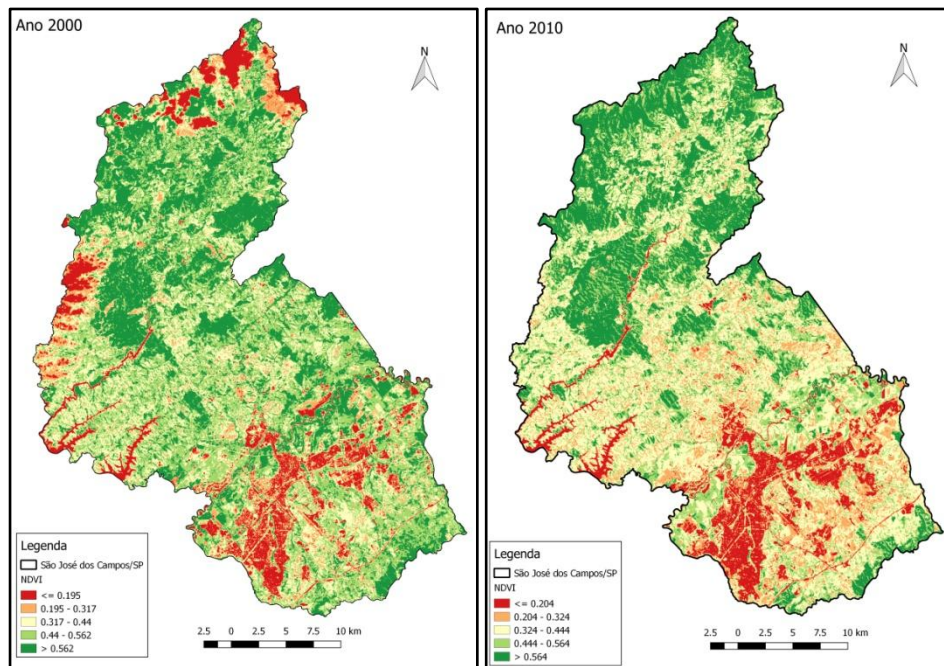 Ano 2000
N
Legenda
São José dos Campos/SP
NDVI
<= 0.195
0.195 - 0.317
0.317 - 0.44
0.44 - 0.562
> 0.562
2.5 0 2.5 5 7.5 10 km
Ano 2010
N
Legenda
São José dos Campos/SP
NDVI
<= 0.204
0.204 - 0.324
0.324 - 0.444
0.444 - 0.564
> 0.564
2.5 0 2.5 5 7.5 10 km